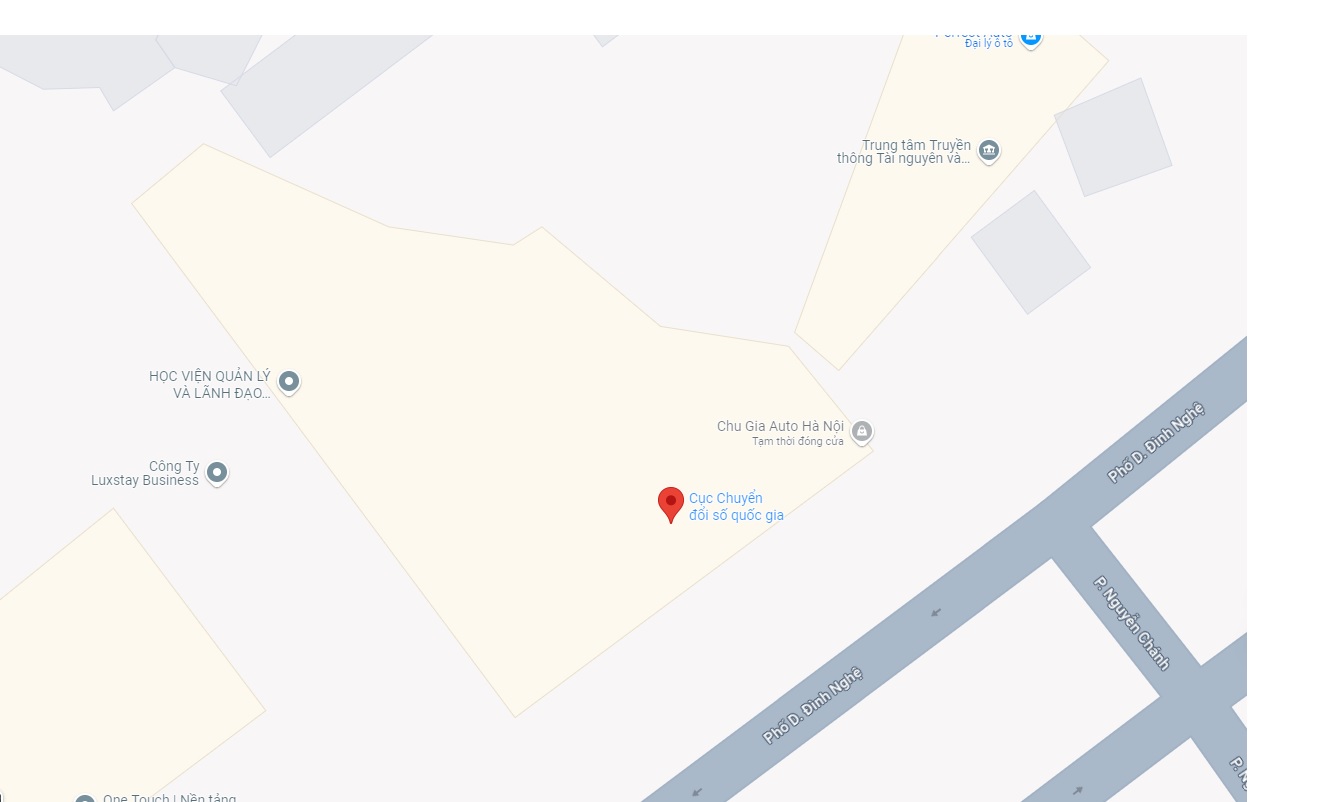 Đại lý ô tô
Trung tâm Truyền
thông Tài nguyên và...
HỌC VIỆN QUẢN LÝ
VÀ LÃNH ĐẠO...
Chu Gia Auto Hà Nội
Tạm thời đóng cửa
Phố D. Đình Nghệ
Công Ty
Luxstay Business
Cục Chuyển
đổi số quốc gia
P. Nguyễn Chánh
Phố D. Đình Nghệ
One Touch | Nền tảng